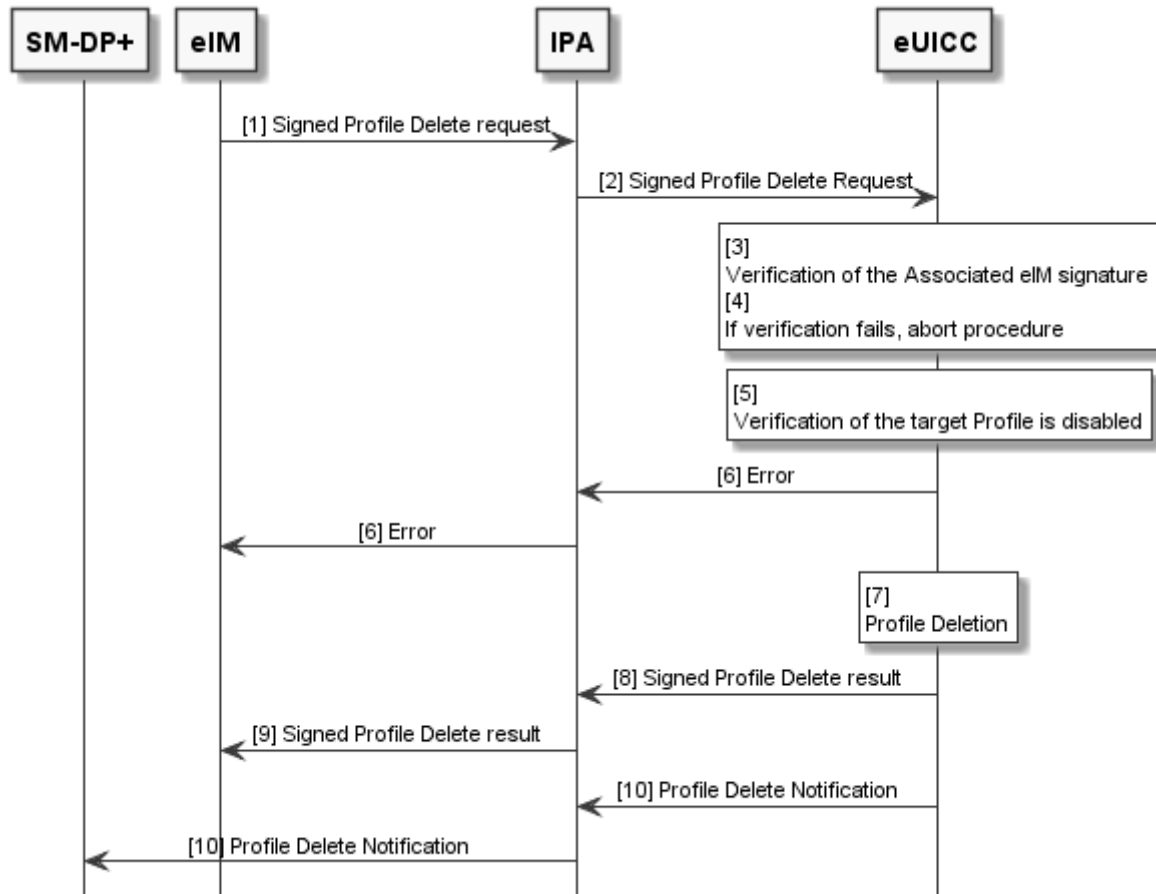 SM-DP+
eIM
IPA
eUICC
[1] Signed Profile Delete request
[2] Signed Profile Delete Request
[3]
Verification of the Associated eIM signature
[4]
If verification fails, abort procedure
[5]
Verification of the target Profile is disabled
[6] Error
[6] Error
[7]
Profile Deletion
[8] Signed Profile Delete result
[9] Signed Profile Delete result
[10] Profile Delete Notification
[10] Profile Delete Notification